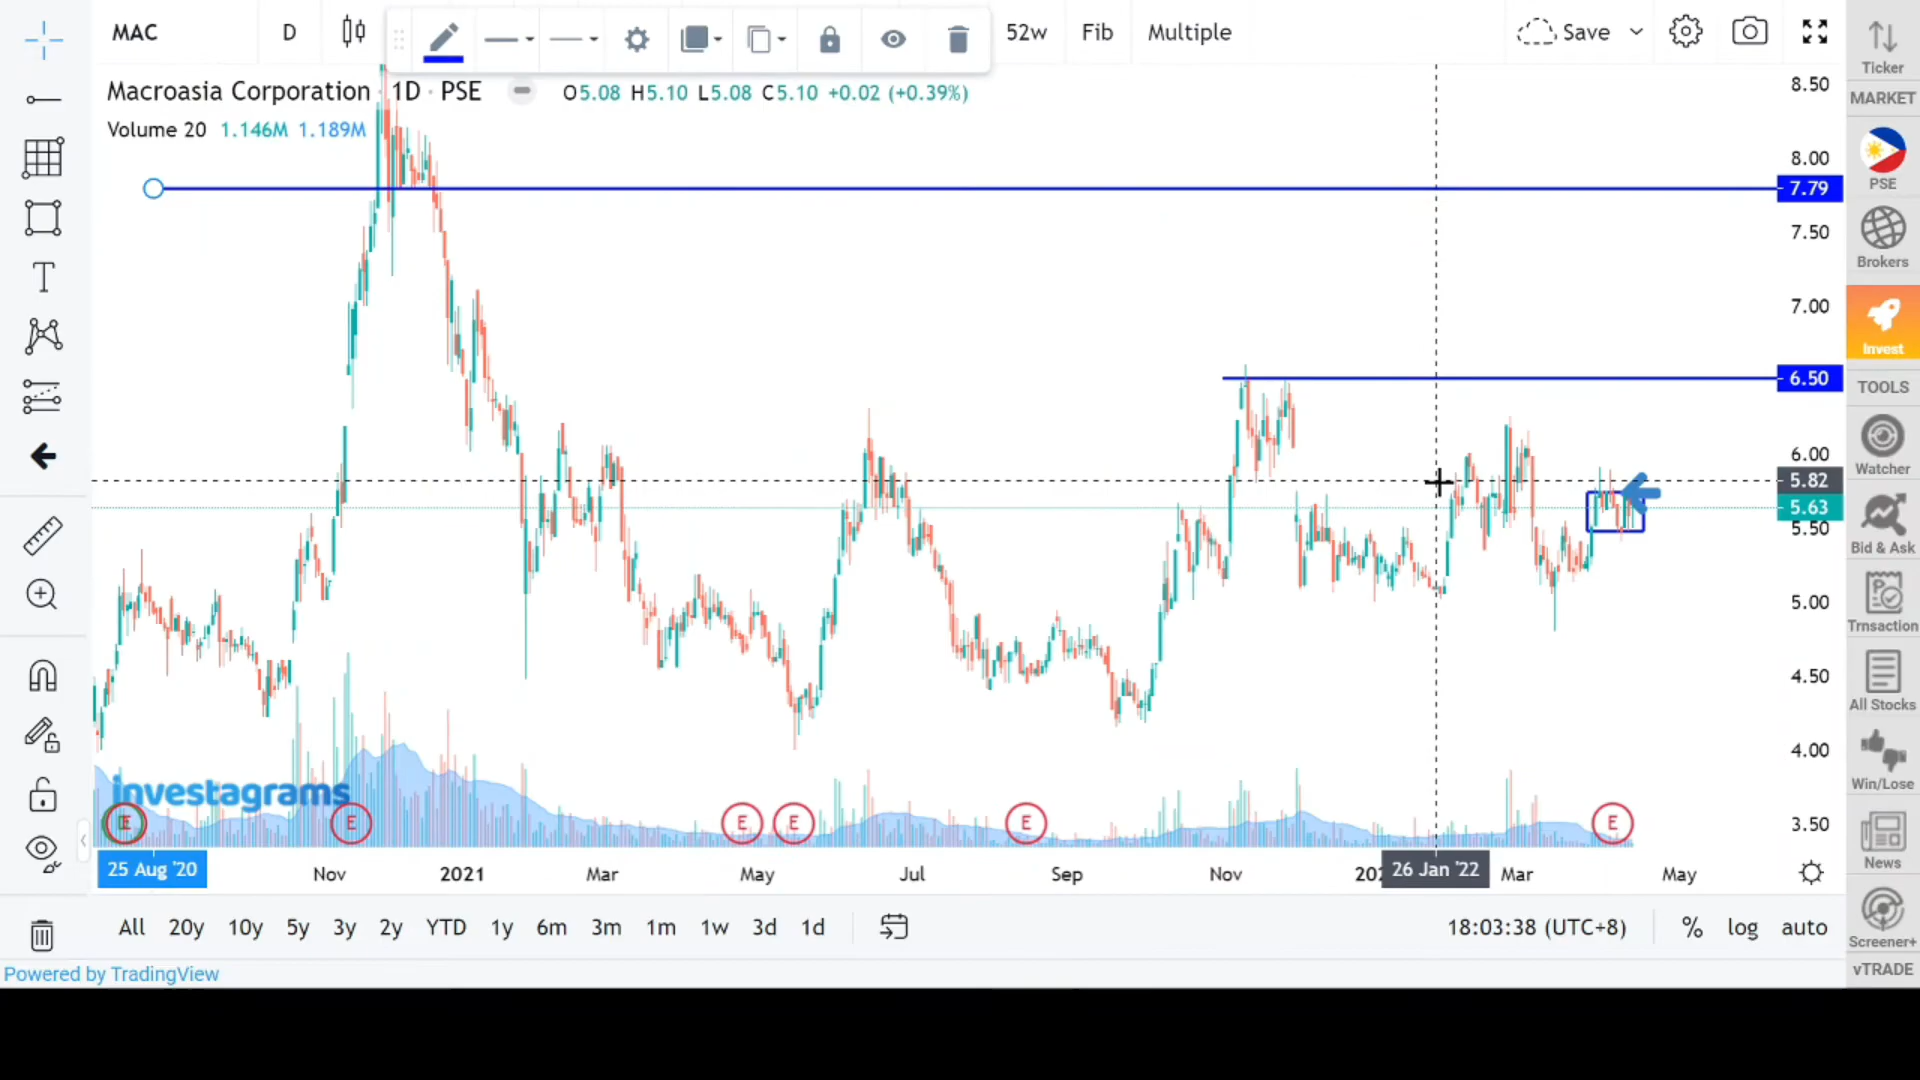 MAC D 52w Fib Multiple Save
Macroasia Corporation 1D · PSE O5.08 H5.10 L5.08 C5.10 +0.02 (+0.39%)
Volume 20 1.146M 1.189M
8.50
8.00
7.79
7.50
7.00
6.50
6.00
5.82
5.63
5.50
5.00
4.50
4.00
3.50
investagrams
E E E E E E
25 Aug '20 Nov 2021 Mar May Jul Sep Nov 26 Jan '22 Mar May
All 20y 10y 5y 3y 2y YTD 1y 6m 3m 1m 1w 3d 1d 18:03:38 (UTC+8) % log auto
Powered by TradingView
Ticker
MARKET
PSE
Brokers
Invest
TOOLS
Watcher
Bid & Ask
Trnsaction
All Stocks
Win/Lose
News
Screener+
vTRADE